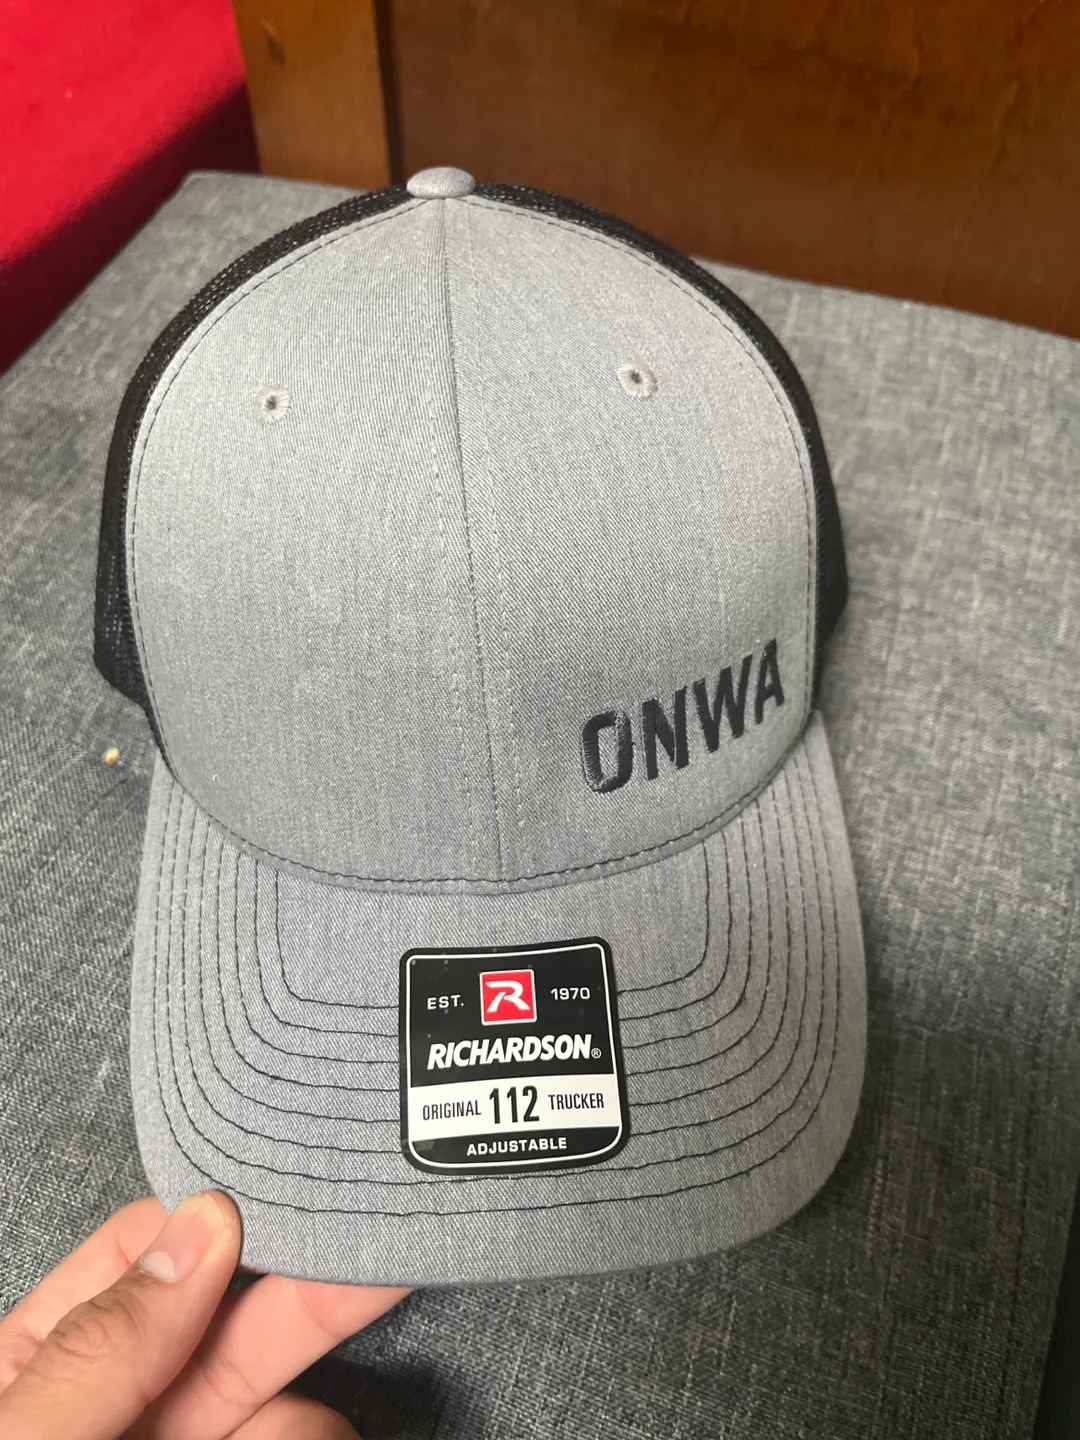 ONWA
EST. R 1970
RICHARDSON®
ORIGINAL 112 TRUCKER
ADJUSTABLE